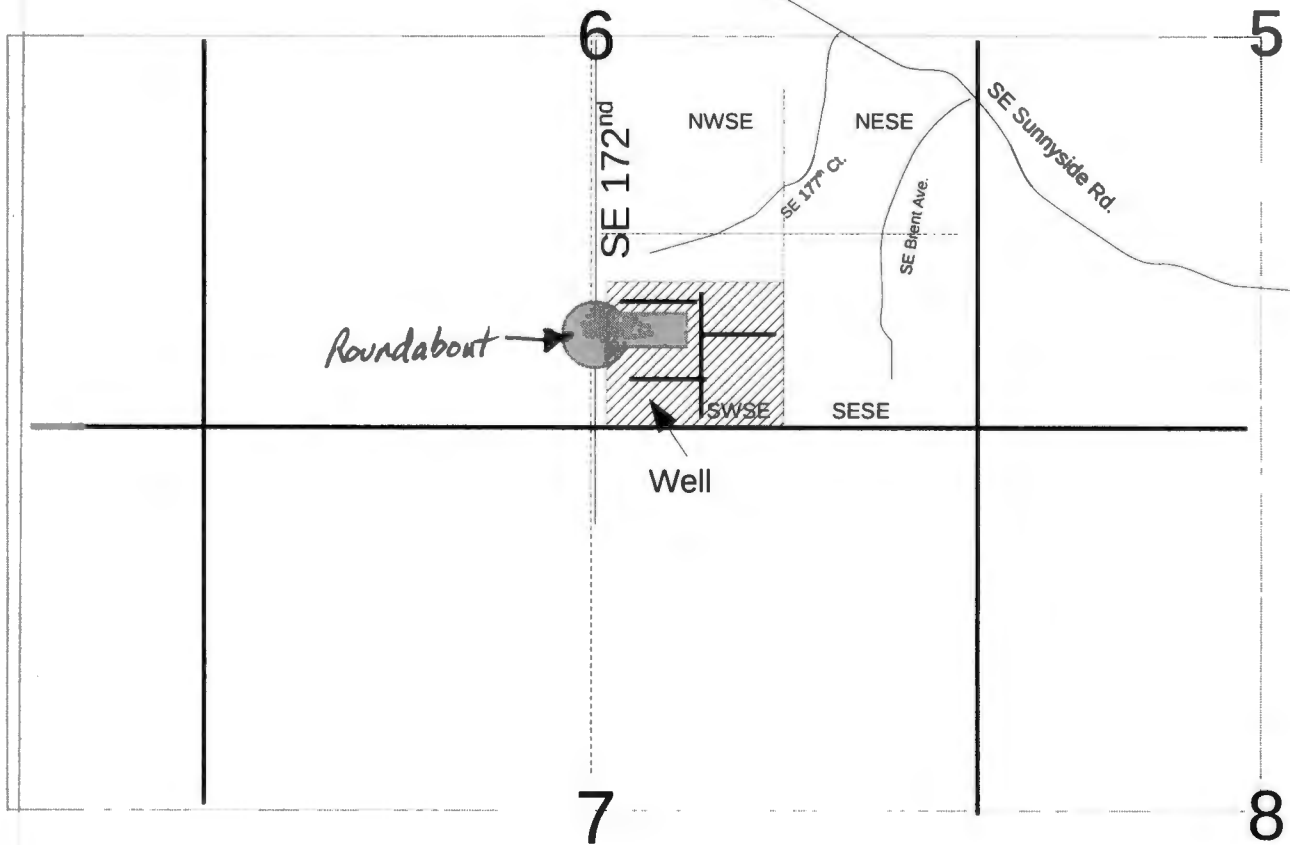 6
5
SE 172nd
NWSE
NESE
SE Sunnyside Rd.
SE 177th Ct.
SE Brent Ave.
Roundabout
SWSE
SESE
Well
7
8